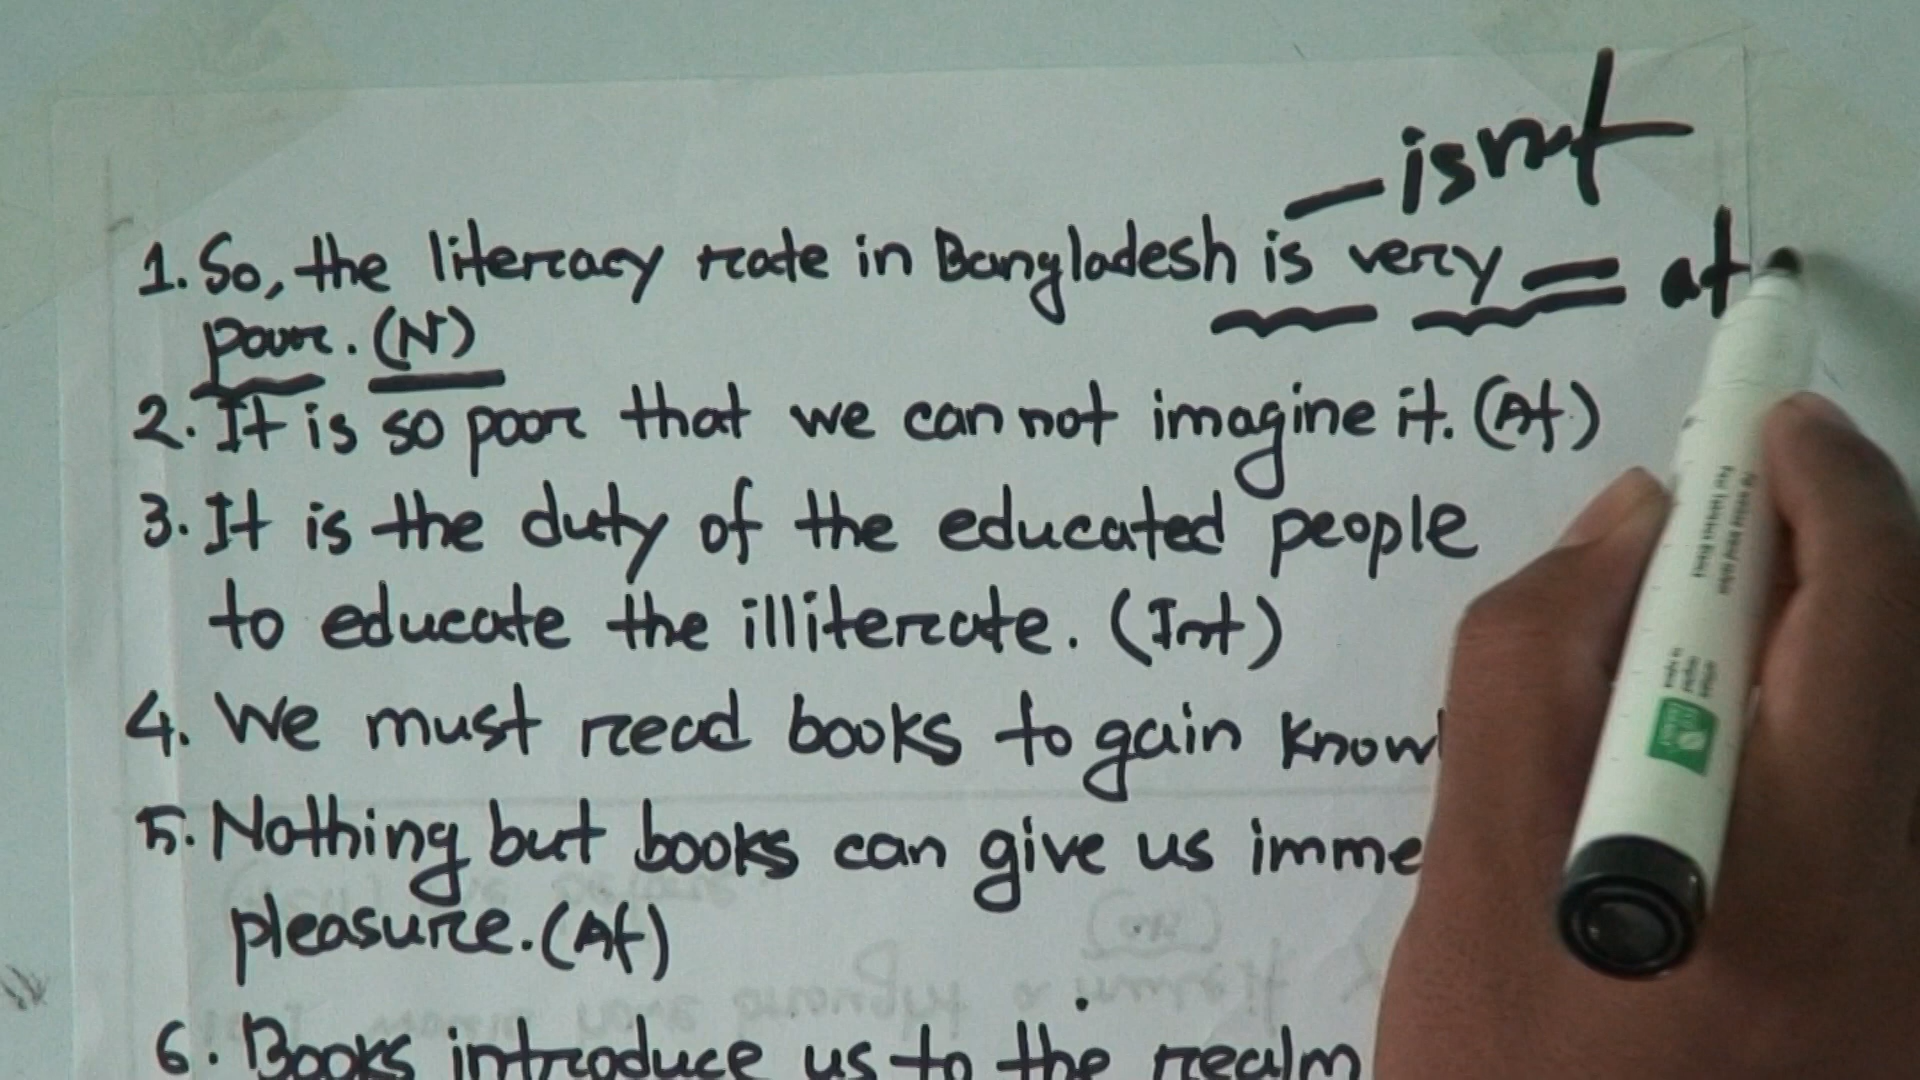 is not
1. So, the literacy rate in Bangladesh is very = at
poor. (N)
2. It is so poor that we can not imagine it. (Af.)
3. It is the duty of the educated people
to educate the illiterate. (Int)
4. We must read books to gain Knowl
5. Nothing but books can give us imme
pleasure. (Af)
6. Books introduce us to the realm